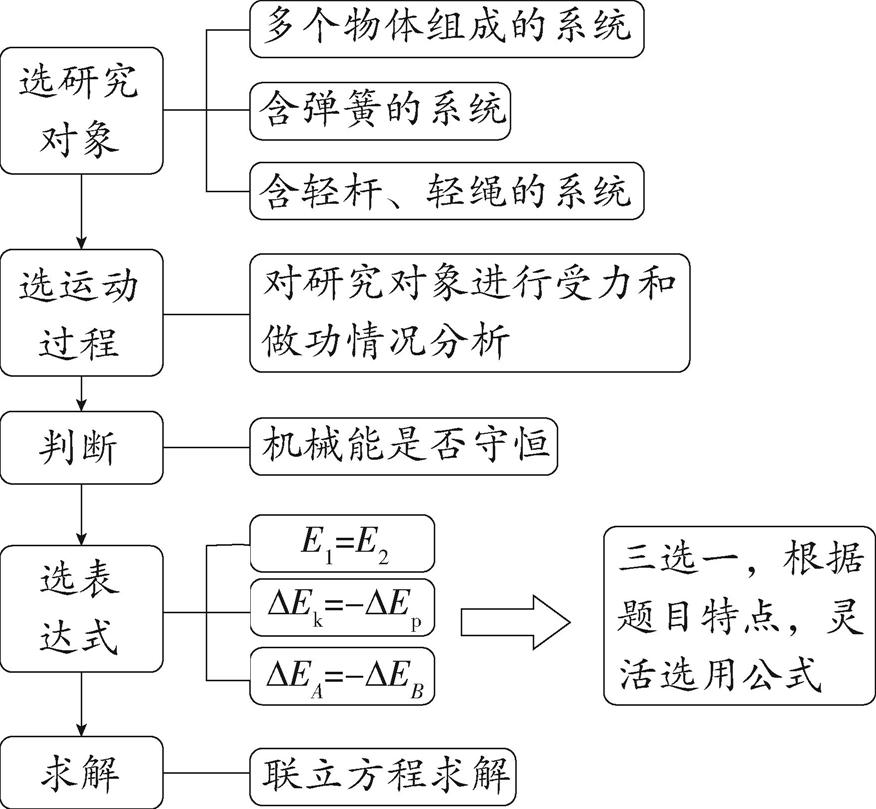 选研究
对象
多个物体组成的系统
含弹簧的系统
含轻杆、轻绳的系统
选运动
过程
对研究对象进行受力和
做功情况分析
判断
机械能是否守恒
选表
达式
E₁=E₂
ΔEₖ=-ΔEₚ
ΔE_A=-ΔE_B
三选一，根据
题目特点，灵
活选用公式
求解
联立方程求解